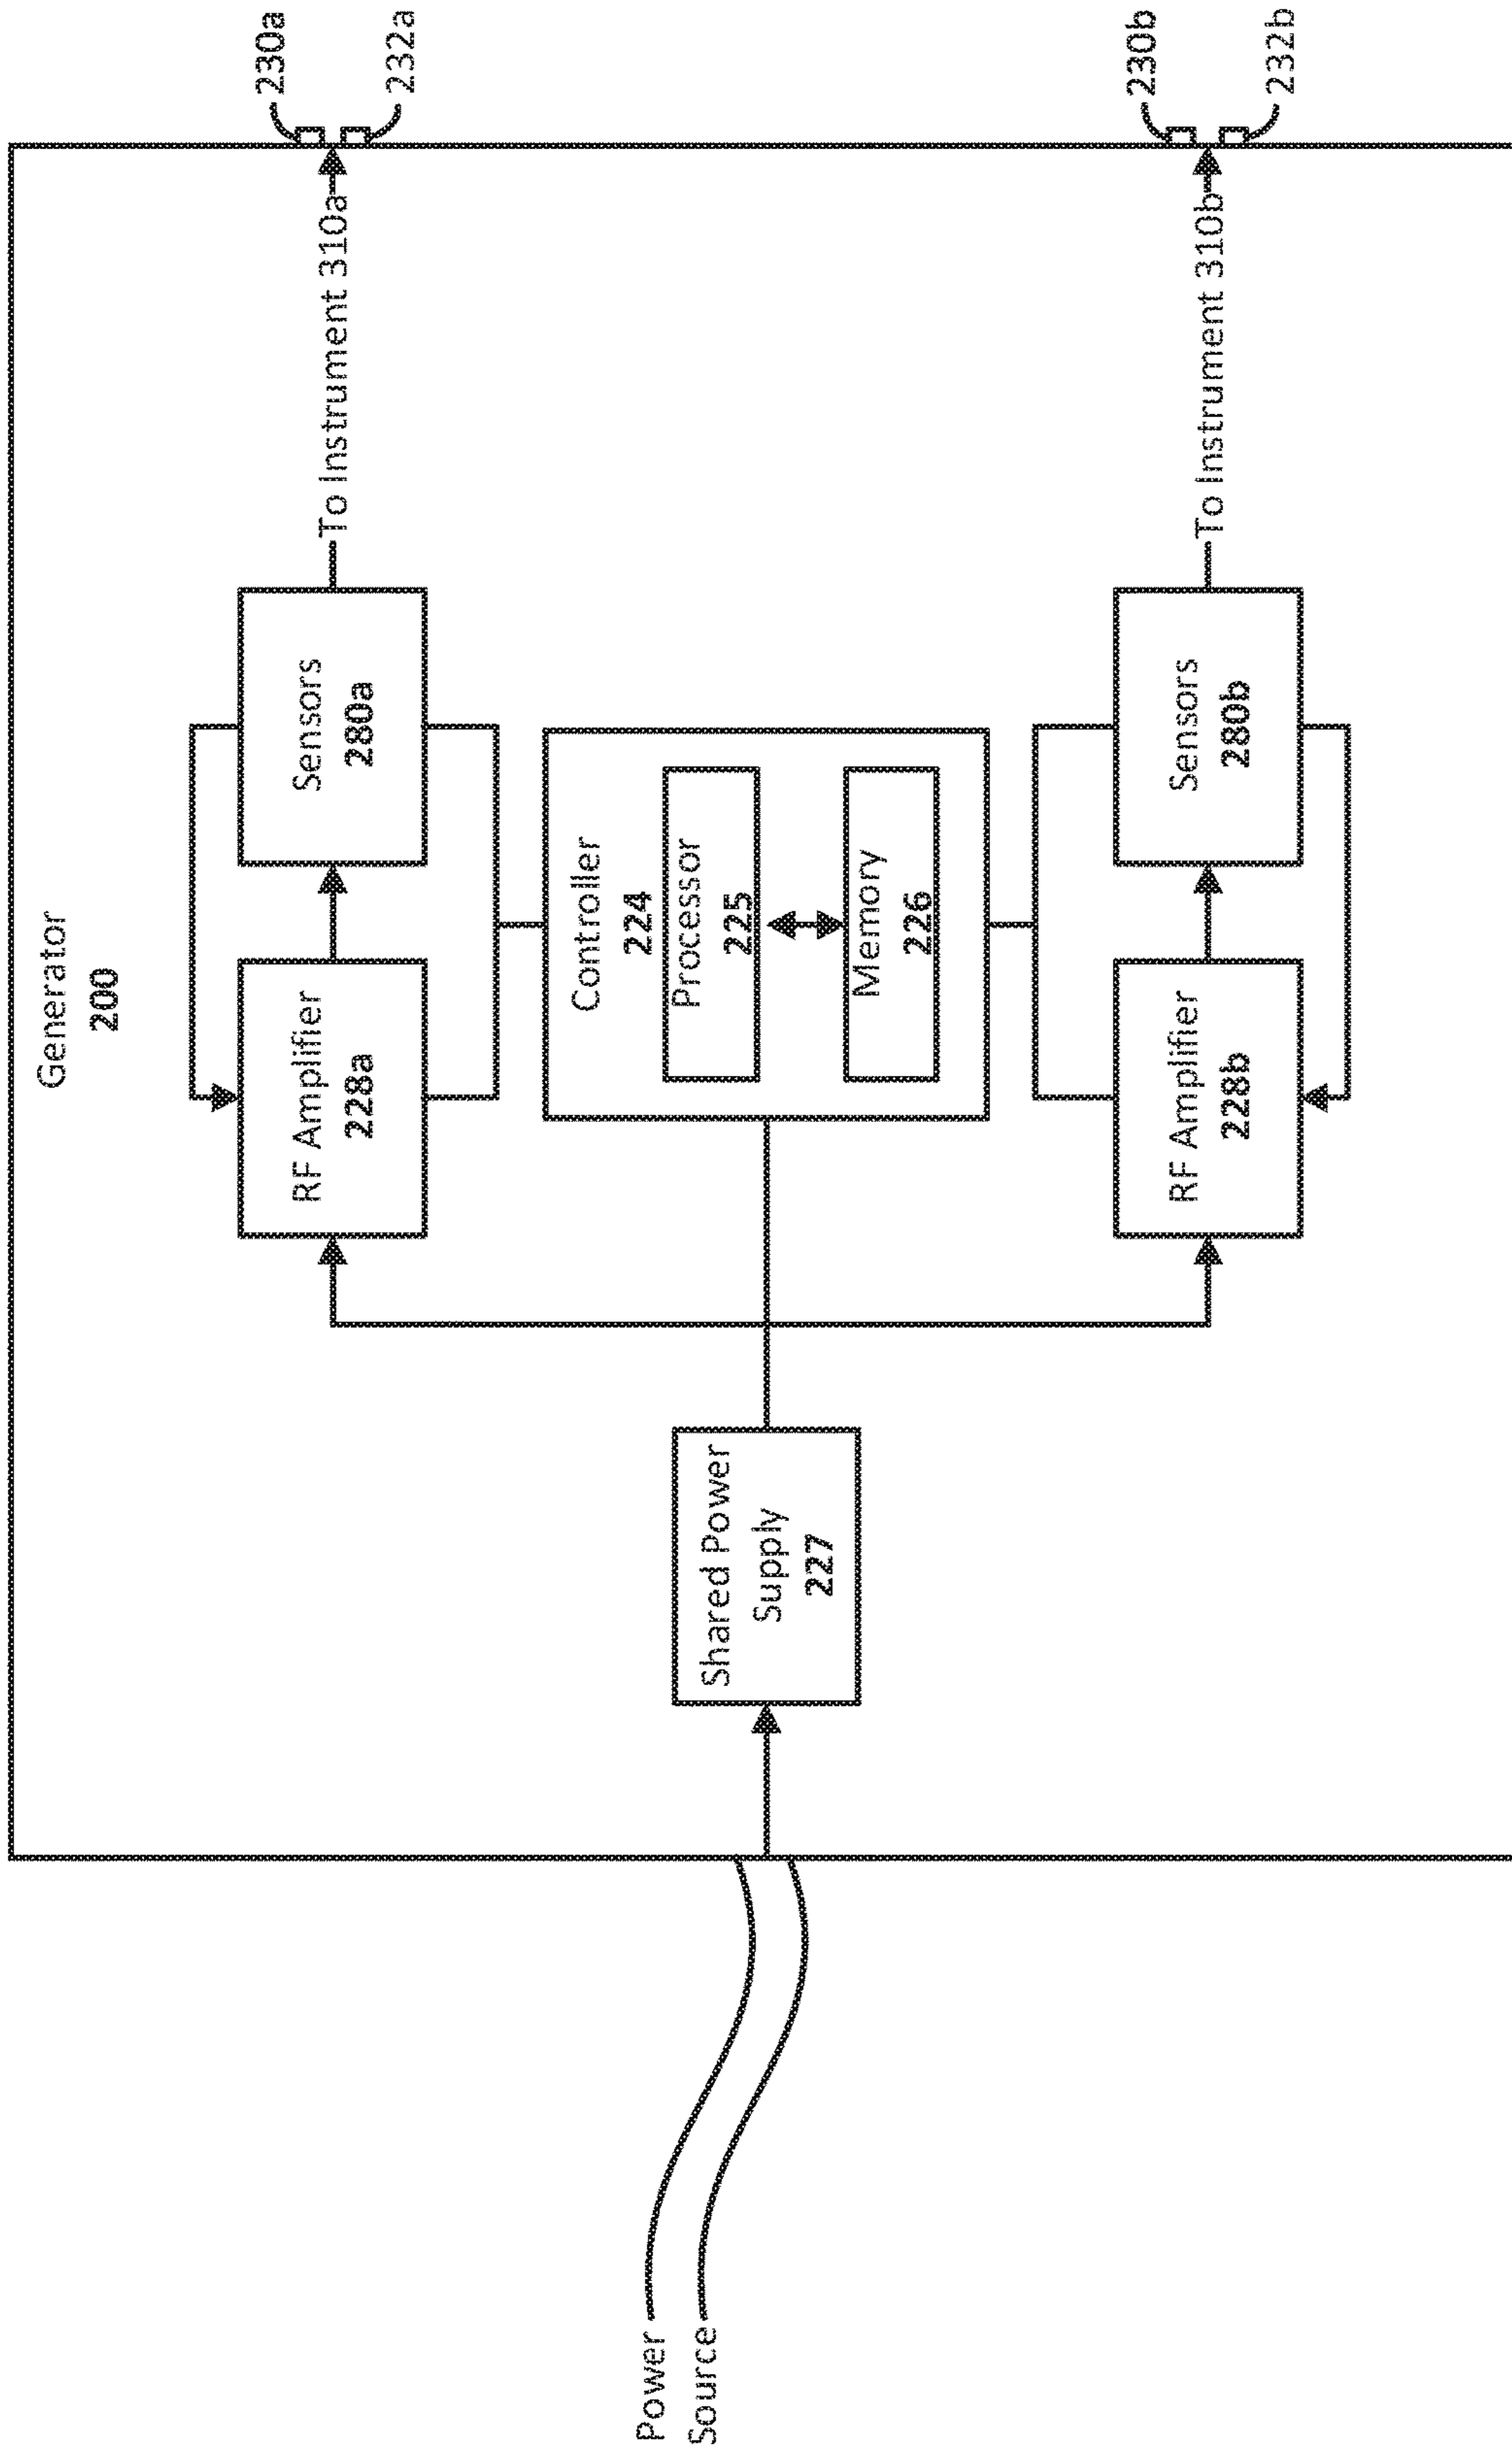 Generator
200
230a
232a
RF Amplifier
228a
Sensors
280a
To Instrument 310a
Controller
224
Processor
225
Memory
226
Power
Source
Shared Power
Supply
227
RF Amplifier
228b
Sensors
280b
To Instrument 310b
230b
232b